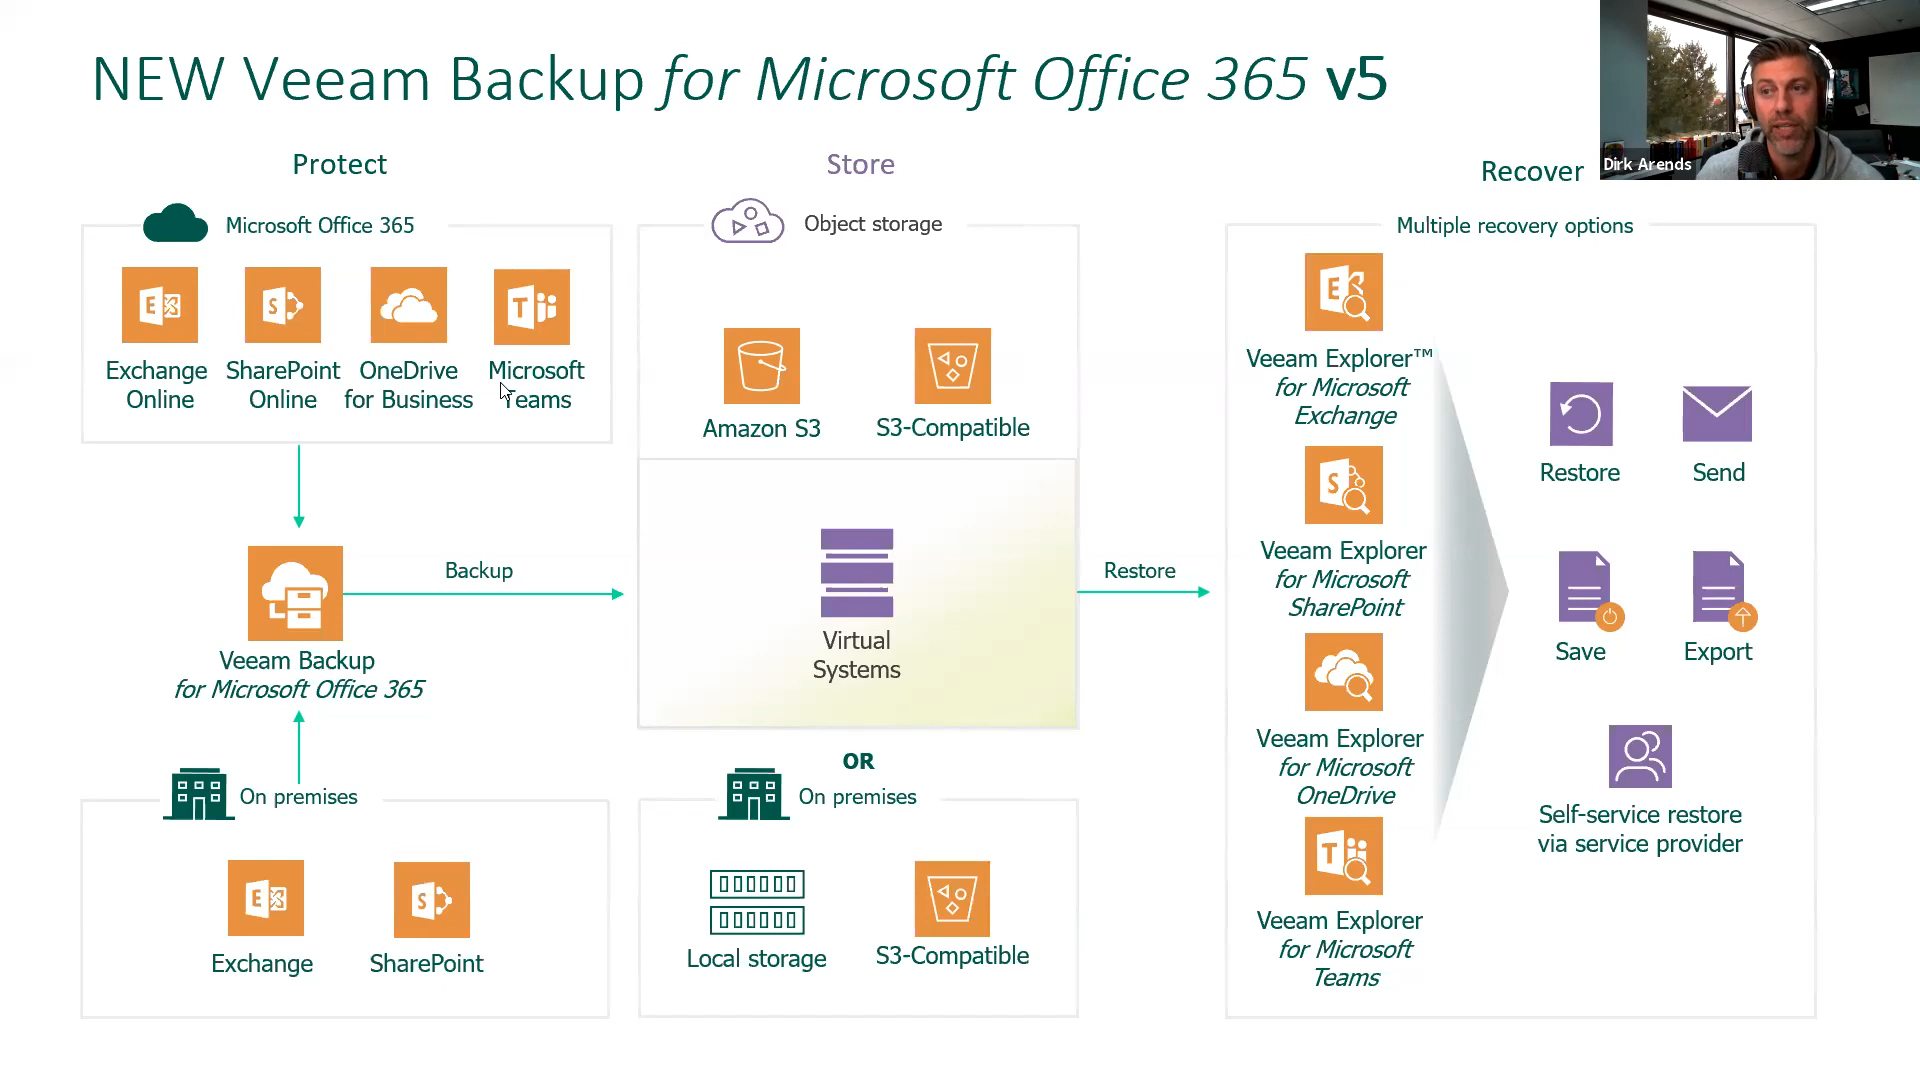 NEW Veeam Backup for Microsoft Office 365 v5
Dirk Arends
Protect
Microsoft Office 365
Exchange
Online
SharePoint
Online
OneDrive
for Business
Microsoft
Teams
Veeam Backup
for Microsoft Office 365
On premises
Exchange
SharePoint
Backup
Store
Object storage
Amazon S3
S3-Compatible
Virtual
Systems
OR
On premises
Local storage
S3-Compatible
Restore
Recover
Multiple recovery options
Veeam Explorer™
for Microsoft
Exchange
Veeam Explorer
for Microsoft
SharePoint
Veeam Explorer
for Microsoft
OneDrive
Veeam Explorer
for Microsoft
Teams
Restore
Send
Save
Export
Self-service restore
via service provider